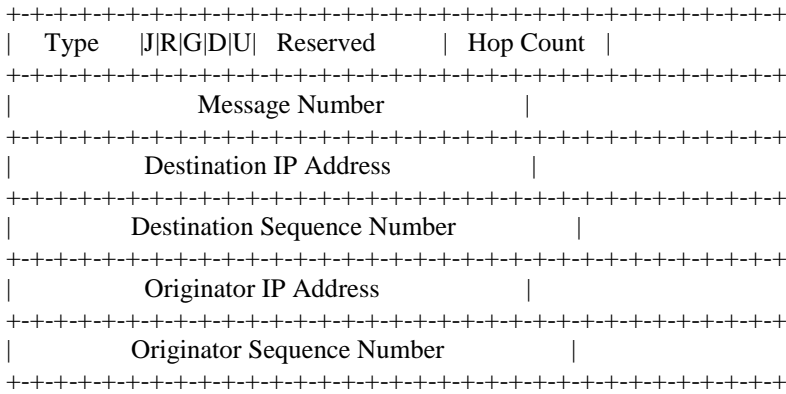 +-+-+-+-+-+-+-+-+-+-+-+-+-+-+-+-+-+-+-+-+-+-+-+-+-+-+-+-+-+-+-+-+
| Type |J|R|G|D|U| Reserved | Hop Count |
+-+-+-+-+-+-+-+-+-+-+-+-+-+-+-+-+-+-+-+-+-+-+-+-+-+-+-+-+-+-+-+-+
| Message Number |
+-+-+-+-+-+-+-+-+-+-+-+-+-+-+-+-+-+-+-+-+-+-+-+-+-+-+-+-+-+-+-+-+
| Destination IP Address |
+-+-+-+-+-+-+-+-+-+-+-+-+-+-+-+-+-+-+-+-+-+-+-+-+-+-+-+-+-+-+-+-+
| Destination Sequence Number |
+-+-+-+-+-+-+-+-+-+-+-+-+-+-+-+-+-+-+-+-+-+-+-+-+-+-+-+-+-+-+-+-+
| Originator IP Address |
+-+-+-+-+-+-+-+-+-+-+-+-+-+-+-+-+-+-+-+-+-+-+-+-+-+-+-+-+-+-+-+-+
| Originator Sequence Number |
+-+-+-+-+-+-+-+-+-+-+-+-+-+-+-+-+-+-+-+-+-+-+-+-+-+-+-+-+-+-+-+-+